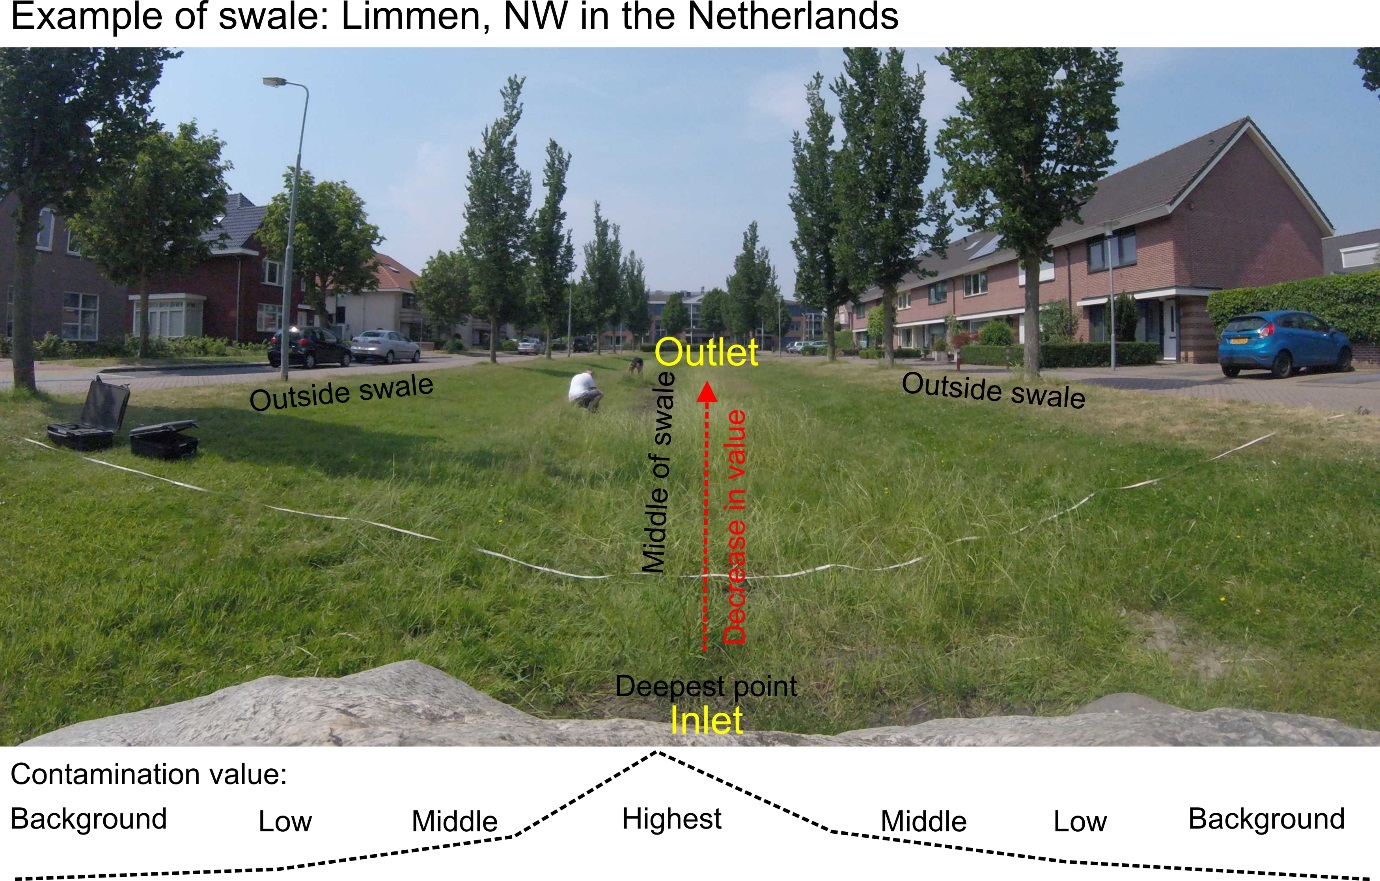 Example of swale: Limmen, NW in the Netherlands
Outlet
Outside swale
Outside swale
Middle of swale
Decrease in value
Deepest point
Inlet
Contamination value:
Background Low Middle Highest Middle Low Background